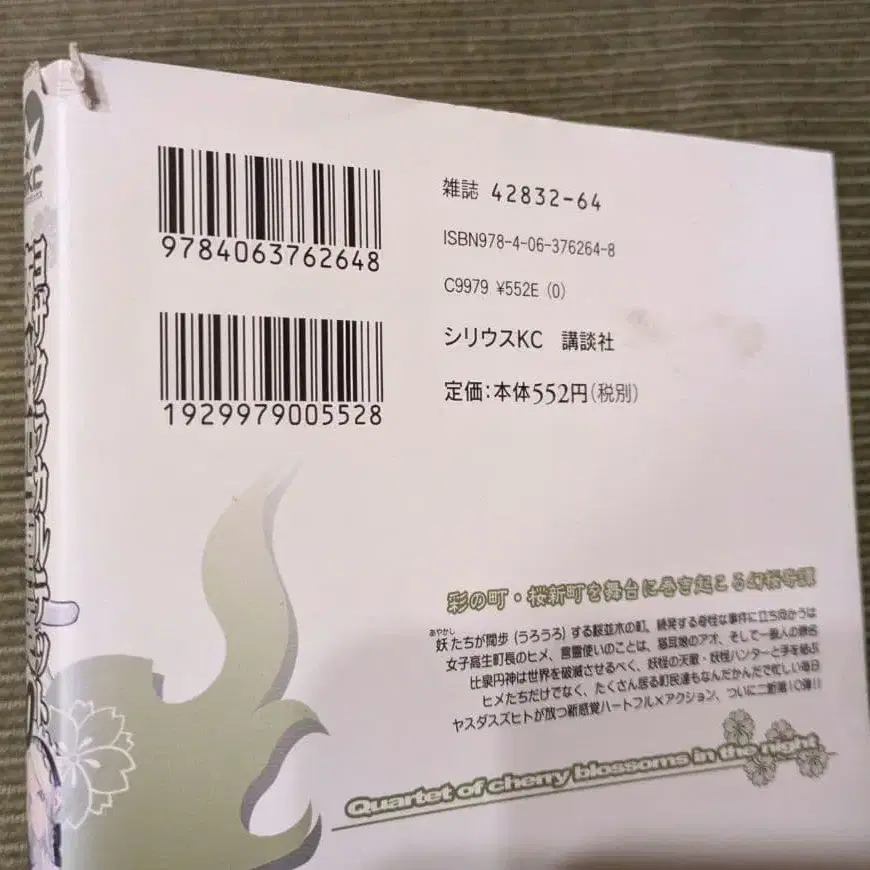 9784063762648
雑誌 42832-64
ISBN978-4-06-376264-8
C9979 ¥552E (0)
1929979005528
シリウスKC 講談社
定価：本体552円（税別）
KC
夜桜四重奏
彩の町・桜新町を舞台に巻き起こる幻桜奇譚
あやかし
妖たちが闊歩（うろうろ）する桜並木の町。続発する奇怪な事件に立ち向かうは
女子高生町長のヒメ、言霊使いのことは、猫耳娘のアオ、そして一般人の
比泉円神は世界を破滅させるべく、妖怪の天敵・妖怪ハンターと手を結ぶ
ヒメたちだけでなく、たくさん居る町民達もなんだかんだで忙しい毎日
ヤスダスズヒトが放つ新感覚ハートフル×アクション、ついに二桁第10弾!!
Quartet of cherry blossoms in the night